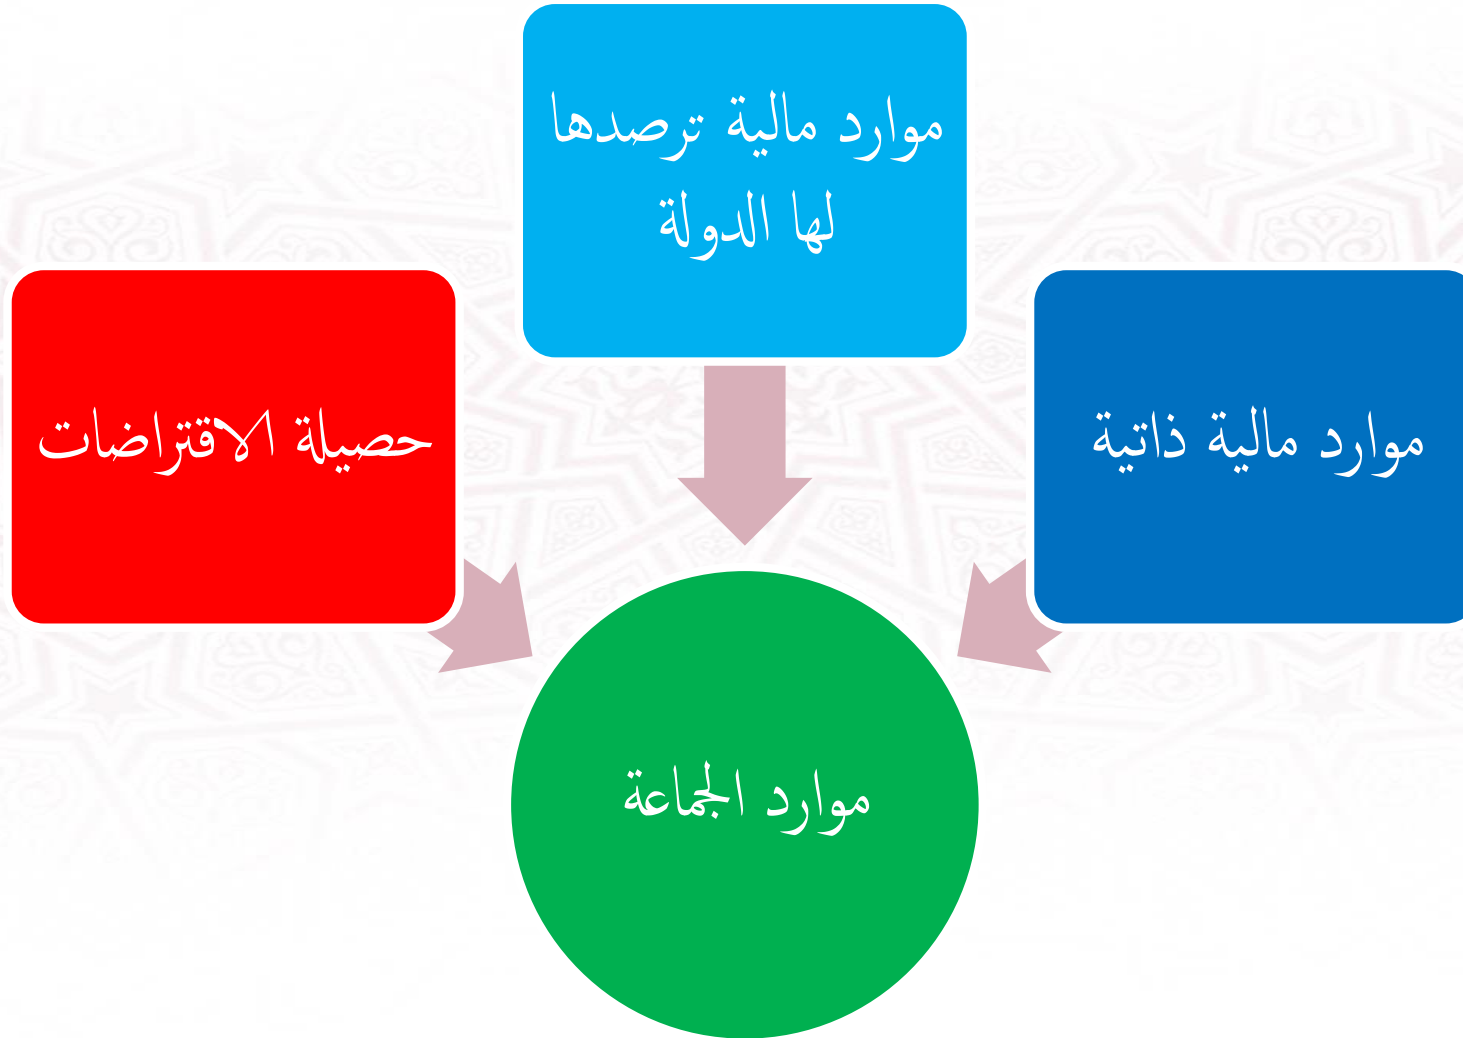 موارد مالية ترصدها
لها الدولة
موارد مالية ذاتية
حصيلة الاقتراضات
موارد الجماعة